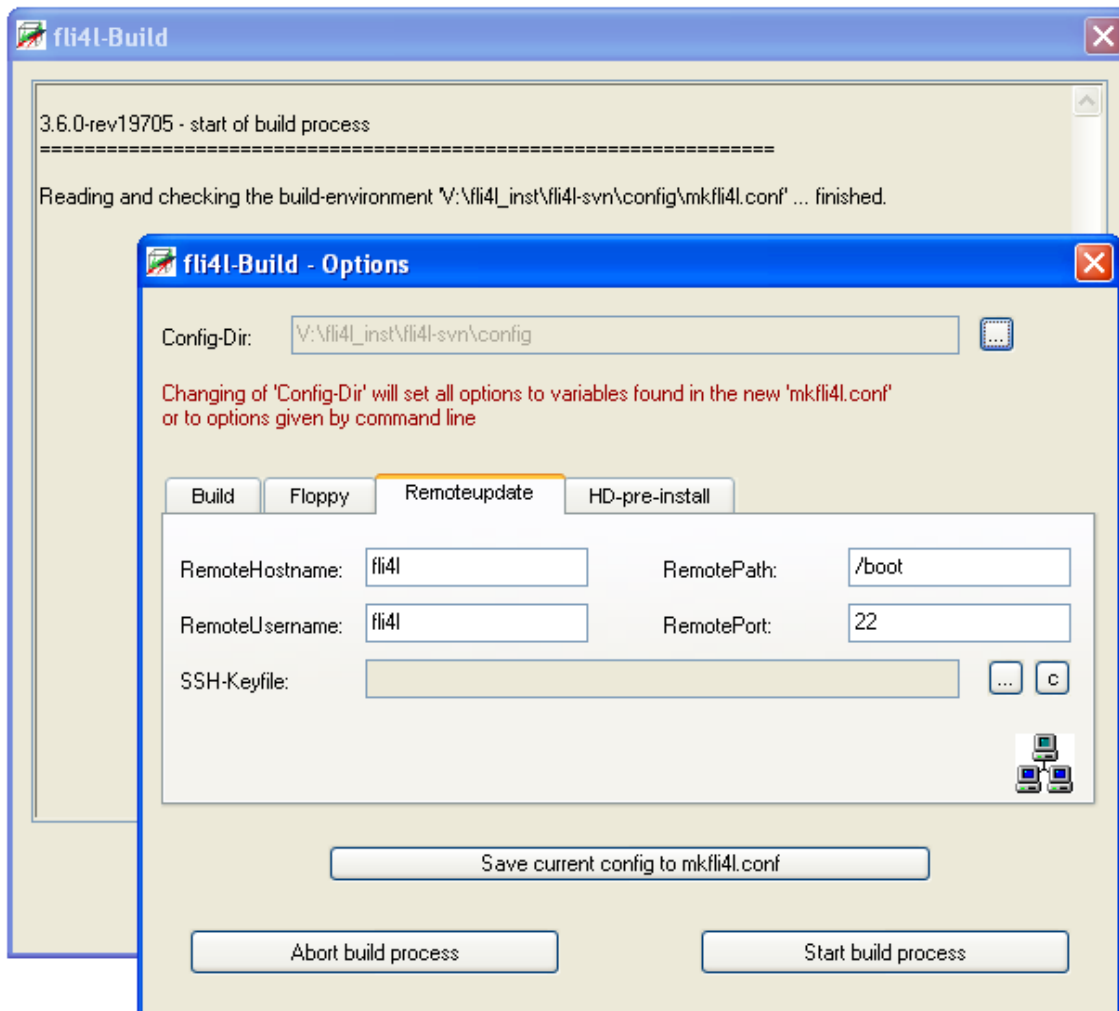 fli4l-Build
3.6.0-rev19705 - start of build process
==================================================================
Reading and checking the build-environment 'V:\fli4l_inst\fli4l-svn\config\mkfli4l.conf' ... finished.
fli4l-Build - Options
Config-Dir: V:\fli4l_inst\fli4l-svn\config ...
Changing of 'Config-Dir' will set all options to variables found in the new 'mkfli4l.conf'
or to options given by command line
Build Floppy Remoteupdate HD-pre-install
RemoteHostname: fli4l RemotePath: /boot
RemoteUsername: fli4l RemotePort: 22
SSH-Keyfile: ... c
Save current config to mkfli4l.conf
Abort build process Start build process